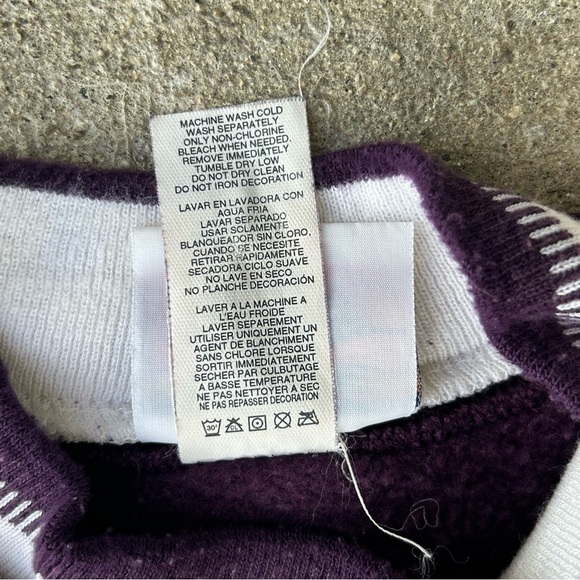 MACHINE WASH COLD
WASH SEPARATELY
ONLY NON-CHLORINE
BLEACH WHEN NEEDED.
REMOVE IMMEDIATELY
TUMBLE DRY LOW
DO NOT DRY CLEAN
DO NOT IRON DECORATION
LAVAR EN LAVADORA CON
AGUA FRIA
LAVAR SEPARADO
USAR SOLAMENTE
BLANQUEADOR SIN CLORO,
CUANDO SE NECESITE
RETIRAR RAPIDAMENTE
SECADORA CICLO SUAVE
NO LAVE EN SECO
NO PLANCHE DECORACIÓN
LAVER A LA MACHINE A
L'EAU FROIDE
LAVER SEPAREMENT
UTILISER UNIQUEMENT UN
AGENT DE BLANCHIMENT
SANS CHLORE LORSQUE
SORTIR IMMEDIATEMENT
SECHER PAR CULBUTAGE
A BASSE TEMPERATURE
NE PAS NETTOYER A SEC
NE PAS REPASSER DECORATION
30° CL